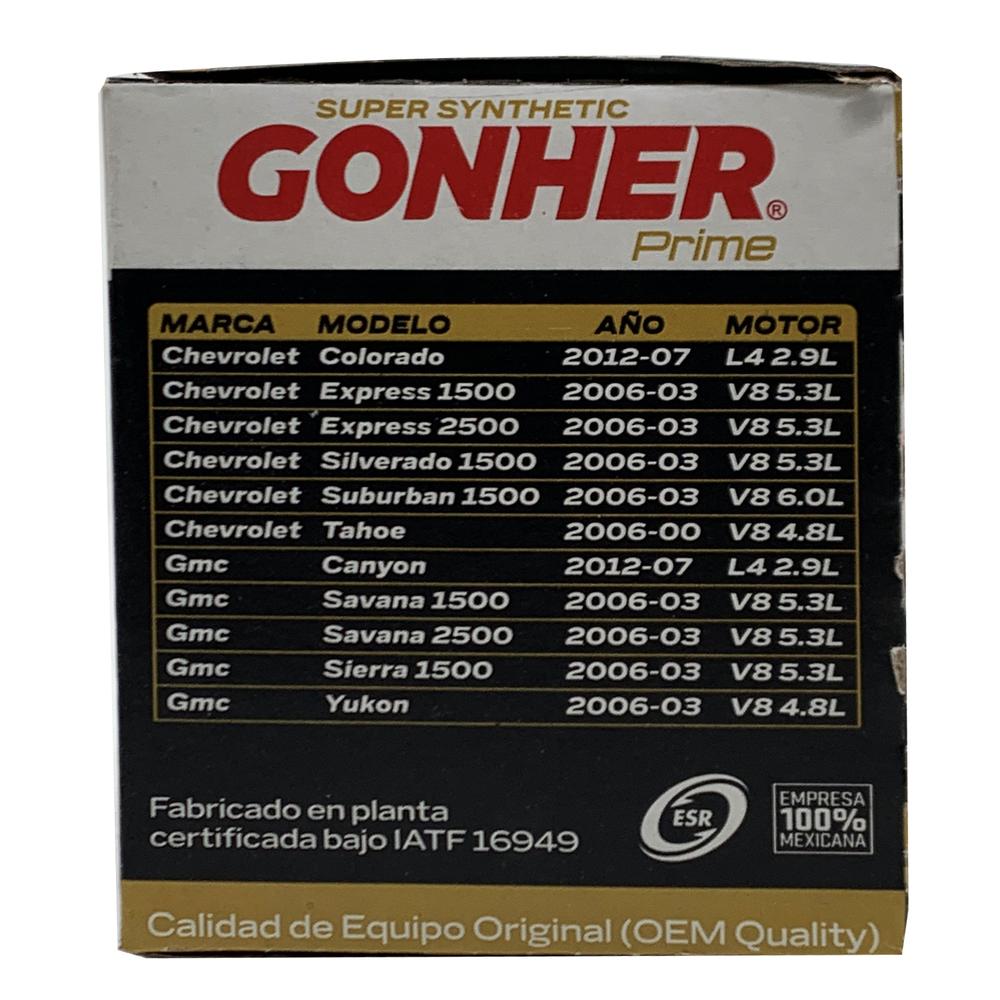 SUPER SYNTHETIC
GONHER®
Prime
MARCA MODELO AÑO MOTOR
Chevrolet Colorado 2012-07 L4 2.9L
Chevrolet Express 1500 2006-03 V8 5.3L
Chevrolet Express 2500 2006-03 V8 5.3L
Chevrolet Silverado 1500 2006-03 V8 5.3L
Chevrolet Suburban 1500 2006-03 V8 6.0L
Chevrolet Tahoe 2006-00 V8 4.8L
Gmc Canyon 2012-07 L4 2.9L
Gmc Savana 1500 2006-03 V8 5.3L
Gmc Savana 2500 2006-03 V8 5.3L
Gmc Sierra 1500 2006-03 V8 5.3L
Gmc Yukon 2006-03 V8 4.8L
Fabricado en planta
certificada bajo IATF 16949
ESR
EMPRESA
100%
MEXICANA
Calidad de Equipo Original (OEM Quality)